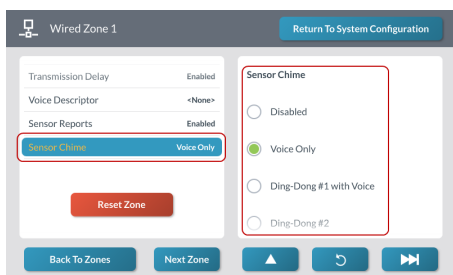 Wired Zone 1
Return To System Configuration
Transmission Delay Enabled
Voice Descriptor <None>
Sensor Reports Enabled
Sensor Chime Voice Only
Reset Zone
Sensor Chime
Disabled
Voice Only
Ding-Dong #1 with Voice
Ding-Dong #2
Back To Zones
Next Zone